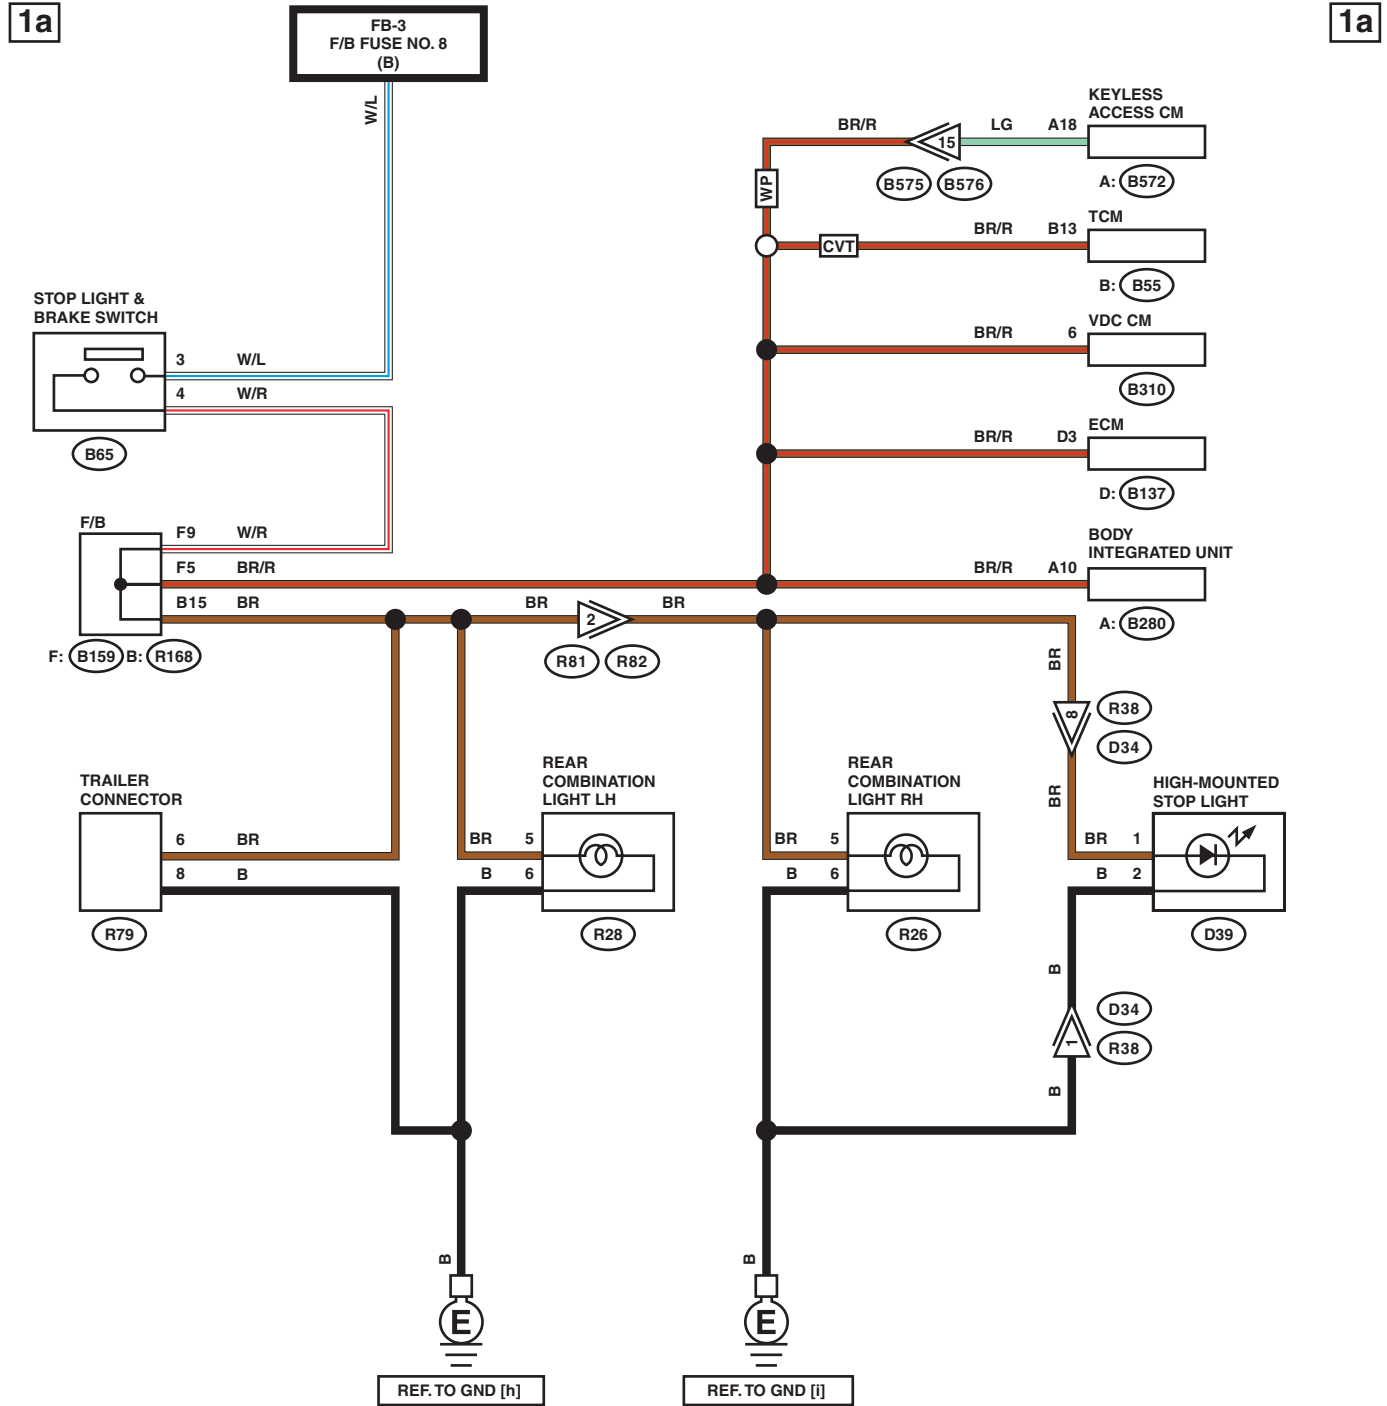 1a
1a
FB-3
F/B FUSE NO. 8
(B)
W/L
KEYLESS
ACCESS CM
BR/R
15
LG
A18
B575
B576
A: B572
WP
TCM
CVT
BR/R
B13
B: B55
VDC CM
BR/R
6
B310
ECM
BR/R
D3
D: B137
STOP LIGHT &
BRAKE SWITCH
3
W/L
4
W/R
B65
F/B
F9
W/R
F5
BR/R
B15
BR
F: B159 B: R168
BODY
INTEGRATED UNIT
BR/R
A10
A: B280
BR
2
BR
R81
R82
BR
8
R38
D34
BR
TRAILER
CONNECTOR
6
BR
8
B
R79
REAR
COMBINATION
LIGHT LH
BR
5
B
6
R28
REAR
COMBINATION
LIGHT RH
BR
5
B
6
R26
HIGH-MOUNTED
STOP LIGHT
BR
1
B
2
D39
B
D34
1
R38
B
B
E
REF. TO GND [h]
B
E
REF. TO GND [i]